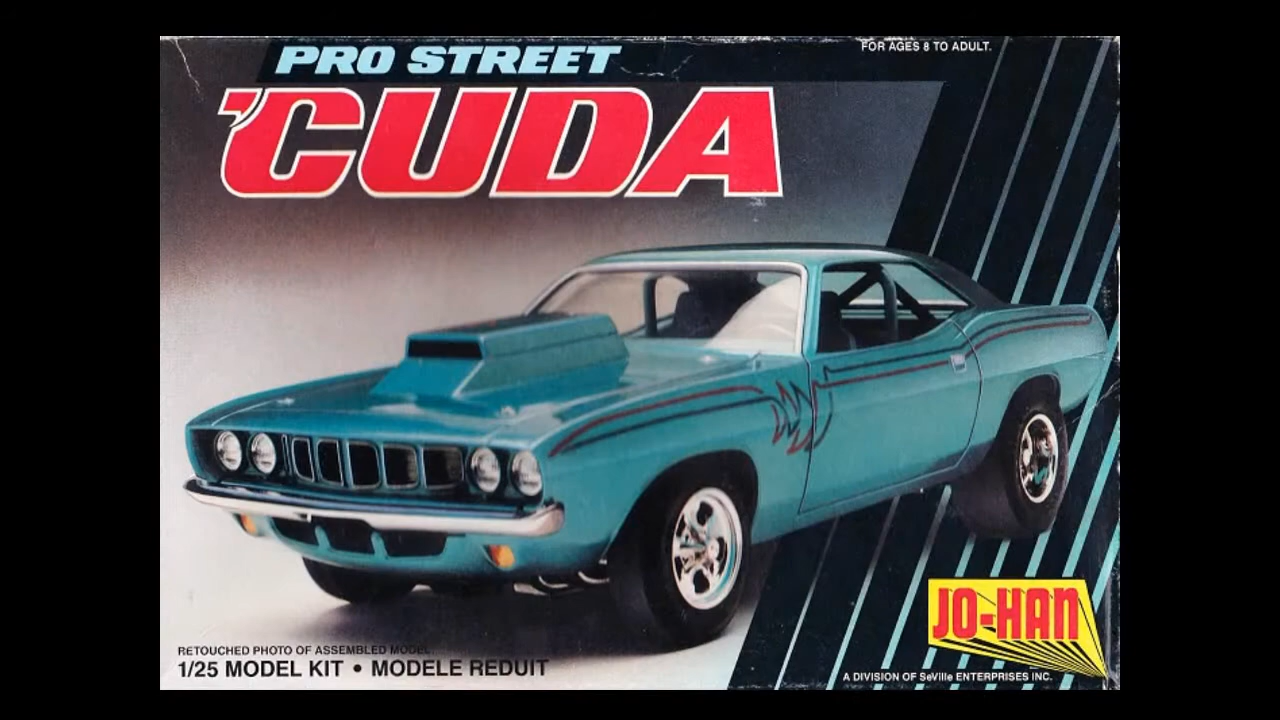 PRO STREET
FOR AGES 8 TO ADULT.
'CUDA
JO-HAN
RETOUCHED PHOTO OF ASSEMBLED MODEL
1/25 MODEL KIT • MODELE REDUIT
A DIVISION OF SeVille ENTERPRISES INC.